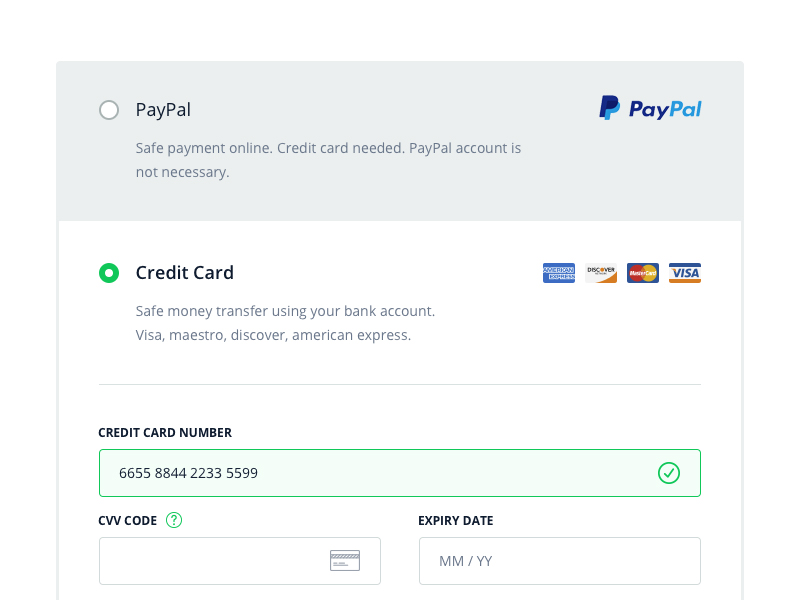 PayPal
PayPal
Safe payment online. Credit card needed. PayPal account is
not necessary.
Credit Card
AMERICAN EXPRESS
DISCOVER
MasterCard
VISA
Safe money transfer using your bank account.
Visa, maestro, discover, american express.
CREDIT CARD NUMBER
6655 8844 2233 5599
CVV CODE ?
EXPIRY DATE
MM / YY